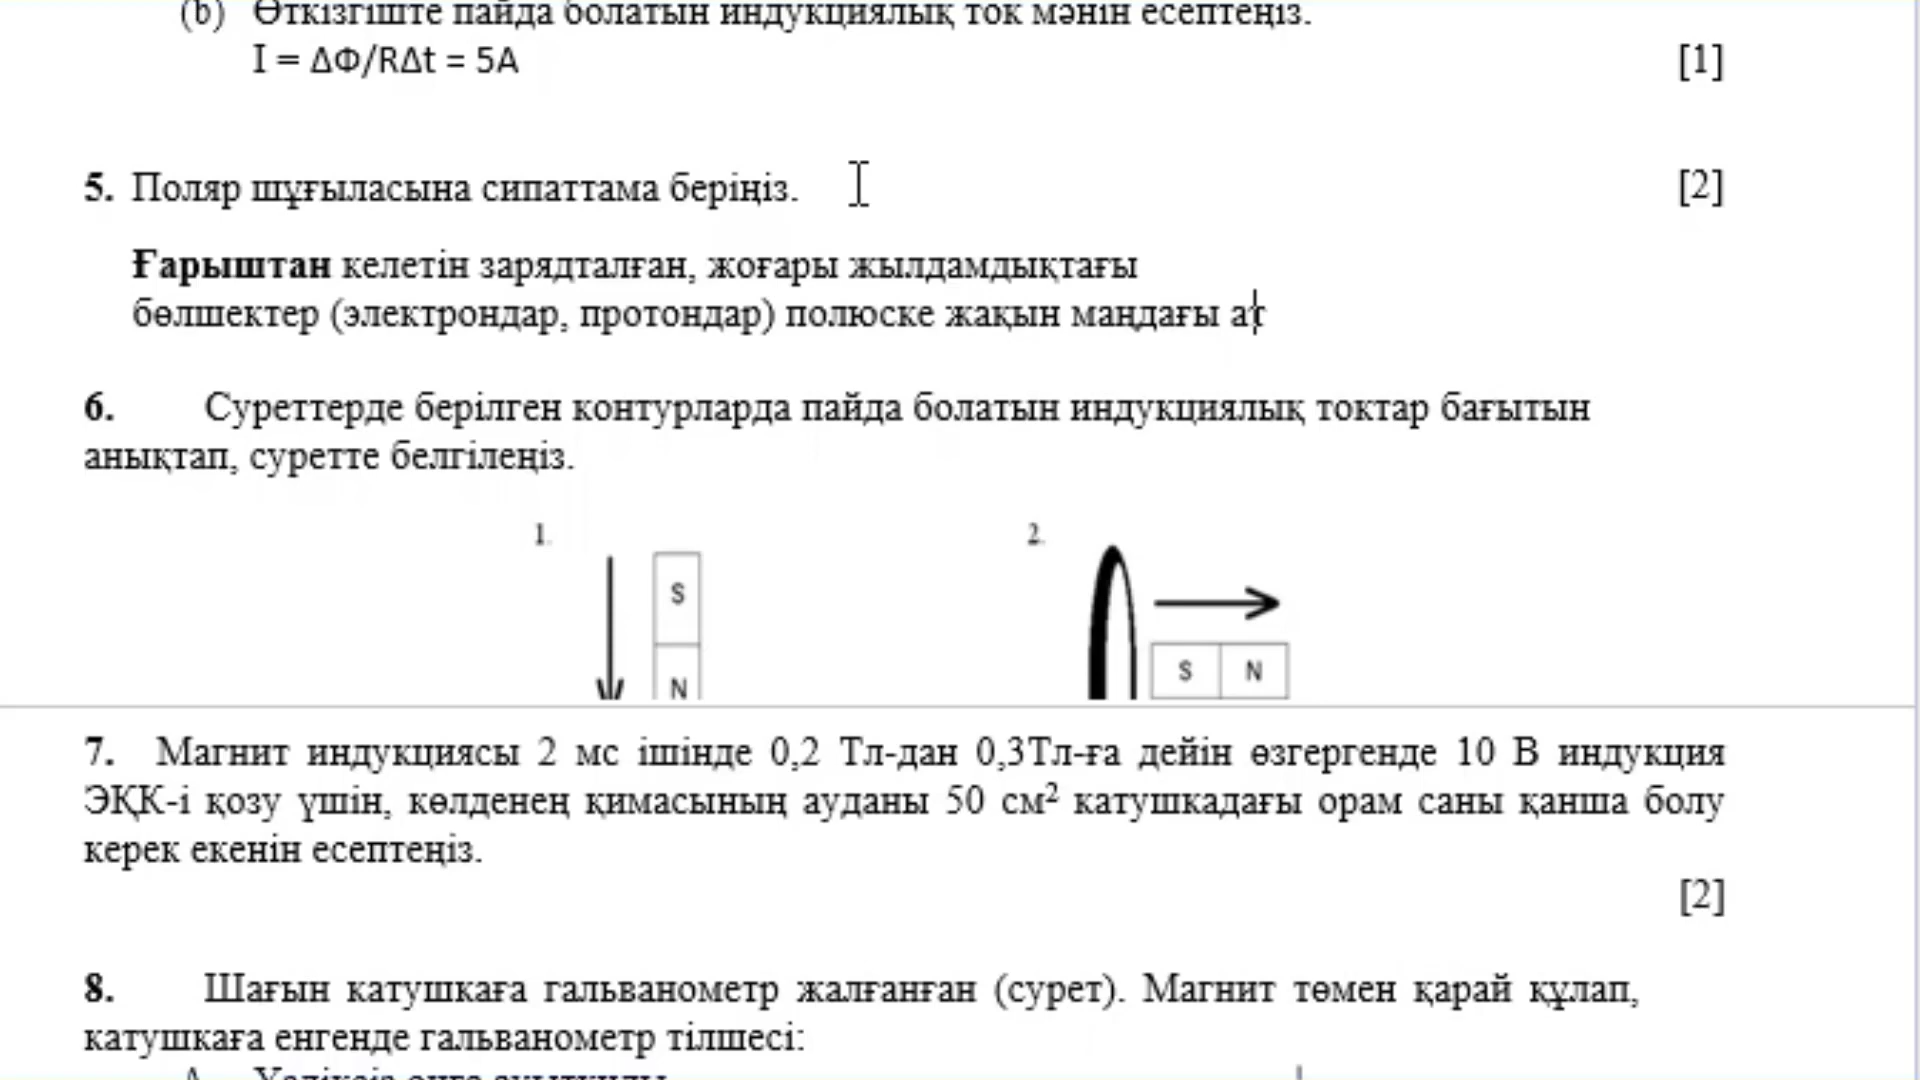 (b) Өткізгіште пайда болатын индукциялық ток мәнін есептеңіз.
I = ΔΦ/RΔt = 5A [1]
5. Поляр шұғыласына сипаттама беріңіз. [2]
Ғарыштан келетін зарядталған, жоғары жылдамдықтағы
бөлшектер (электрондар, протондар) полюске жақын маңдағы ат
6. Суреттерде берілген контурларда пайда болатын индукциялық токтар бағытын
анықтап, суретте белгілеңіз.
1. 2.
S
S N
N
7. Магнит индукциясы 2 мс ішінде 0,2 Тл-дан 0,3Тл-ға дейін өзгергенде 10 В индукция
ЭҚК-і қозу үшін, көлденең қимасының ауданы 50 см² катушкадағы орам саны қанша болу
керек екенін есептеңіз.
[2]
8. Шағын катушкаға гальванометр жалғанған (сурет). Магнит төмен қарай құлап,
катушкаға енгенде гальванометр тілшесі: